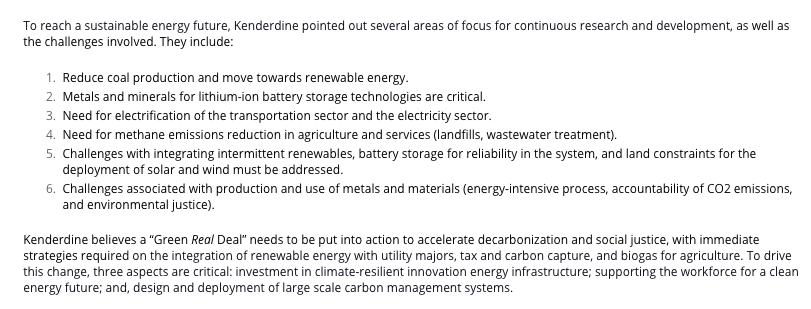 To reach a sustainable energy future, Kenderdine pointed out several areas of focus for continuous research and development, as well as
the challenges involved. They include:
1. Reduce coal production and move towards renewable energy.
2. Metals and minerals for lithium-ion battery storage technologies are critical.
3. Need for electrification of the transportation sector and the electricity sector.
4. Need for methane emissions reduction in agriculture and services (landfills, wastewater treatment).
5. Challenges with integrating intermittent renewables, battery storage for reliability in the system, and land constraints for the
deployment of solar and wind must be addressed.
6. Challenges associated with production and use of metals and materials (energy-intensive process, accountability of CO2 emissions,
and environmental justice).
Kenderdine believes a “Green Real Deal” needs to be put into action to accelerate decarbonization and social justice, with immediate
strategies required on the integration of renewable energy with utility majors, tax and carbon capture, and biogas for agriculture. To drive
this change, three aspects are critical: investment in climate-resilient innovation energy infrastructure; supporting the workforce for a clean
energy future; and, design and deployment of large scale carbon management systems.